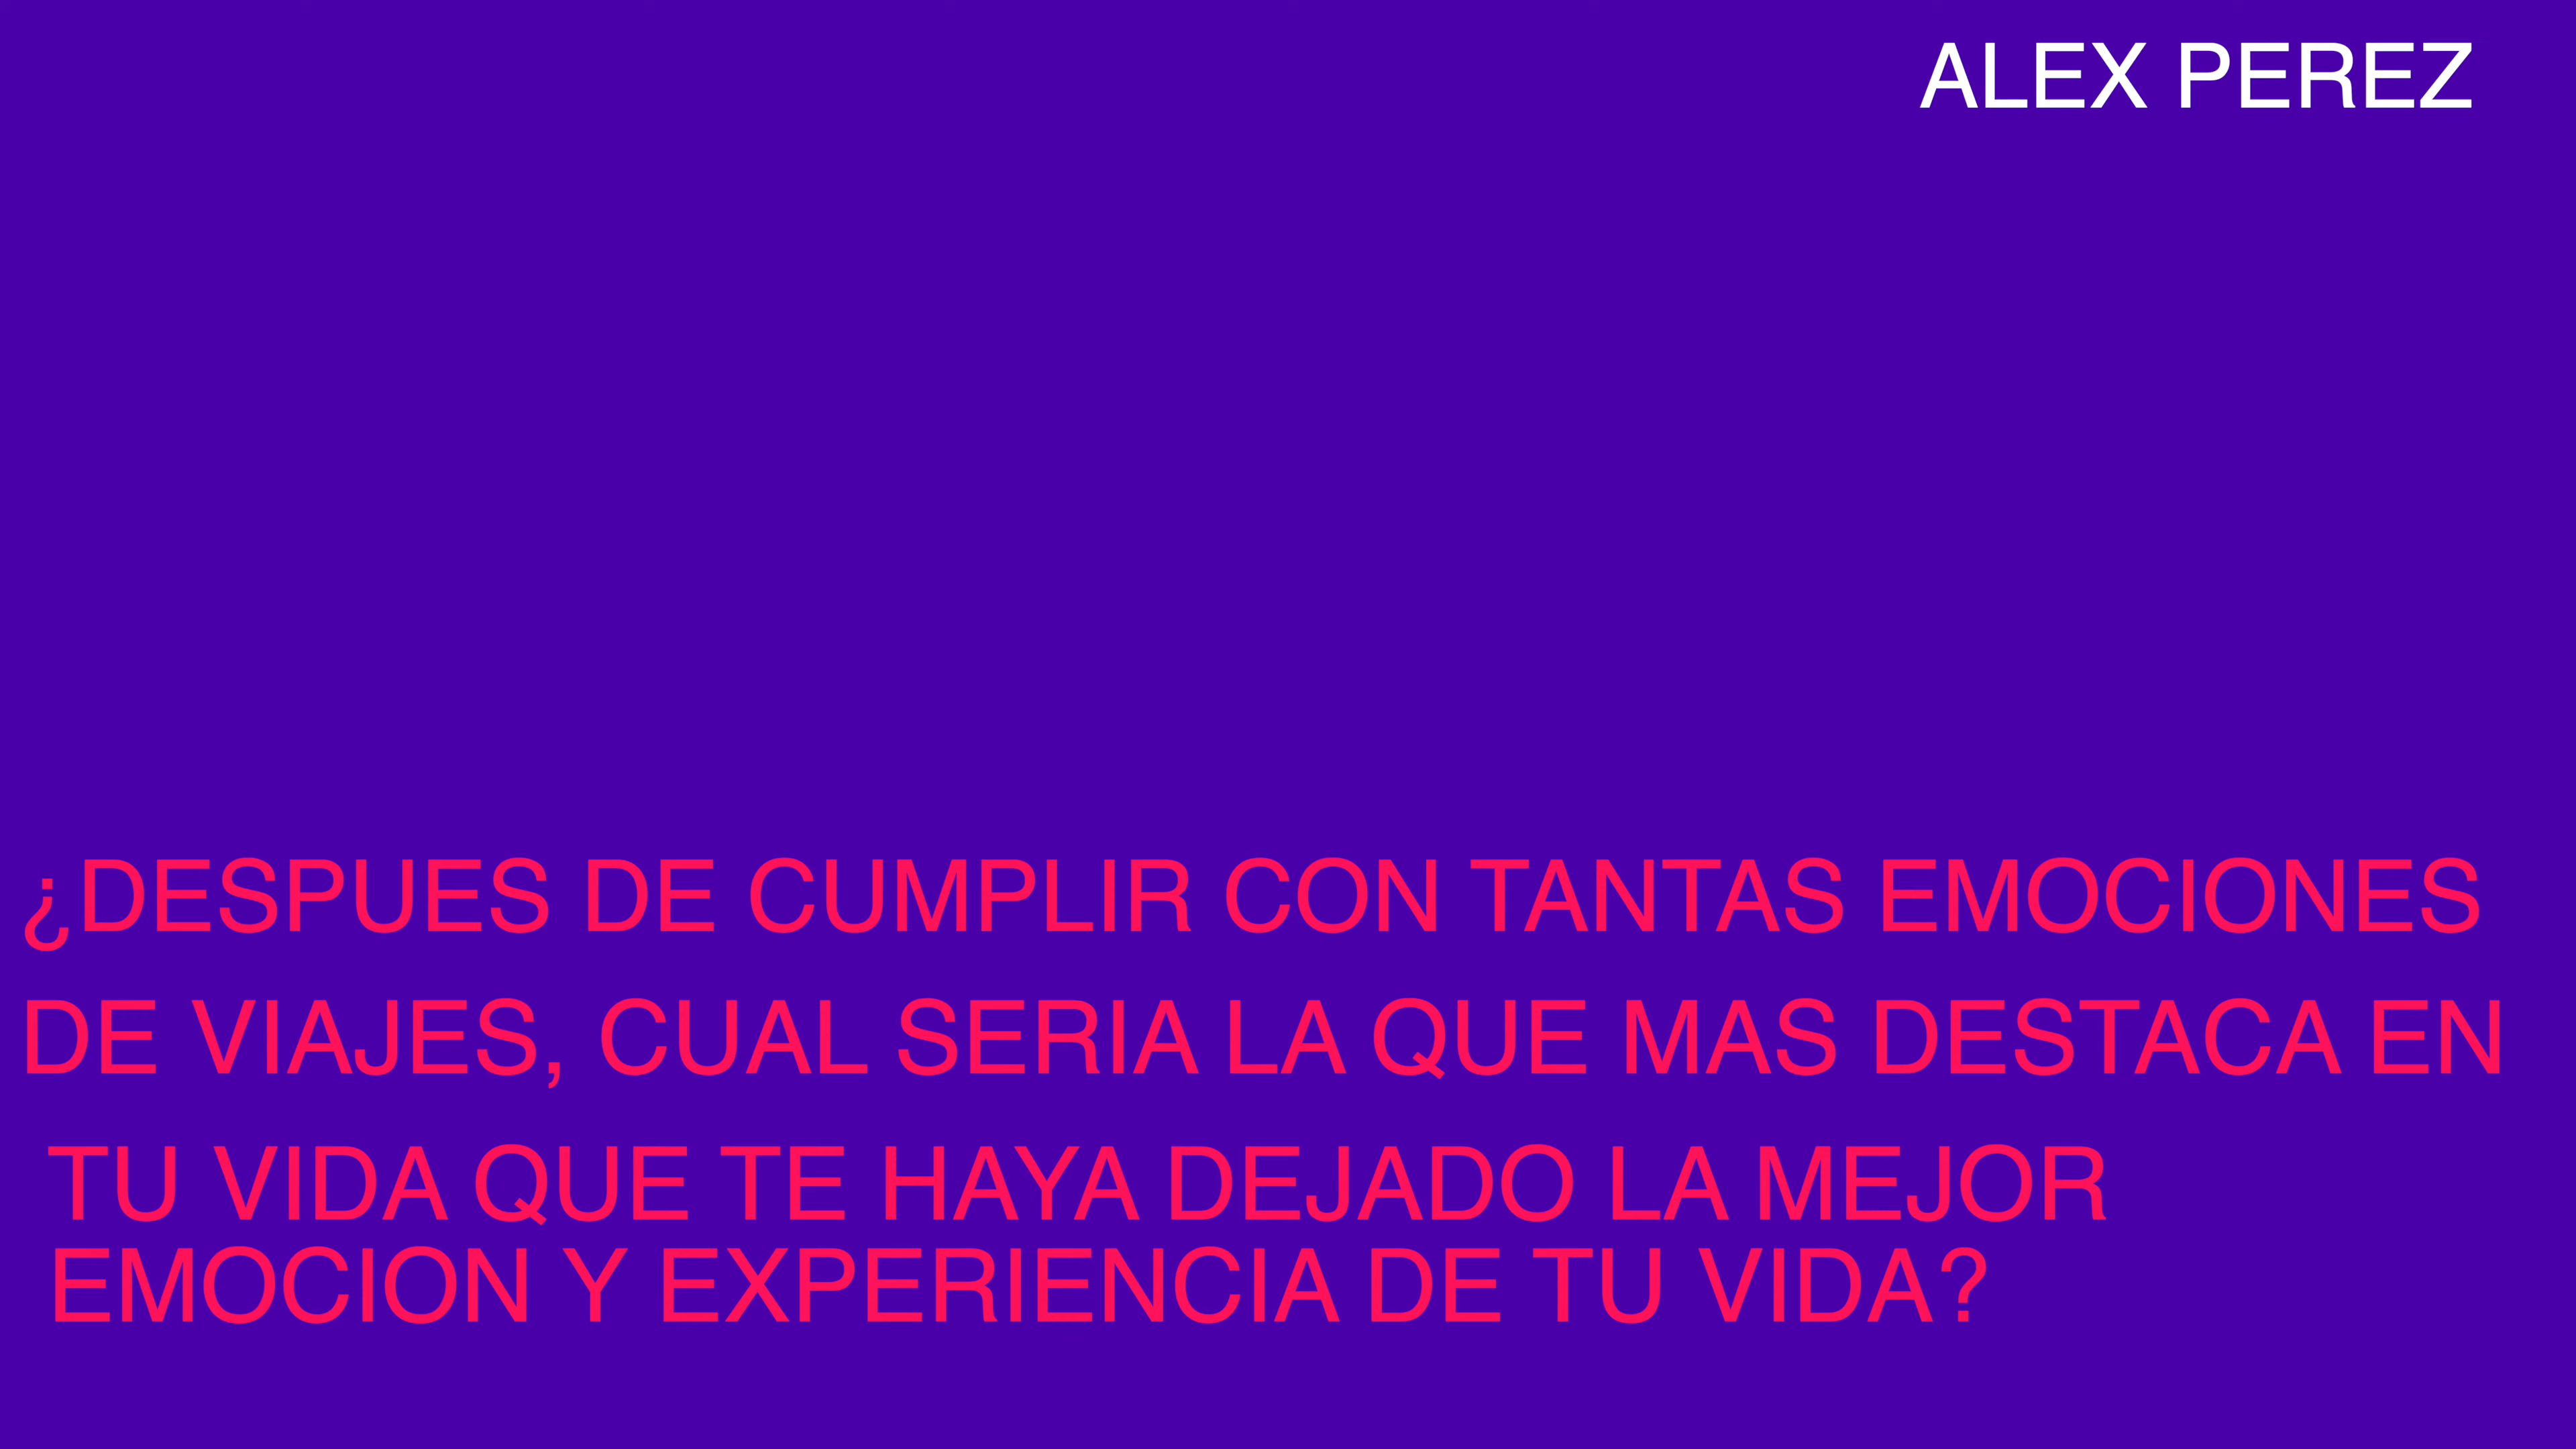 ALEX PEREZ
¿DESPUES DE CUMPLIR CON TANTAS EMOCIONES
DE VIAJES, CUAL SERIA LA QUE MAS DESTACA EN
TU VIDA QUE TE HAYA DEJADO LA MEJOR
EMOCION Y EXPERIENCIA DE TU VIDA?